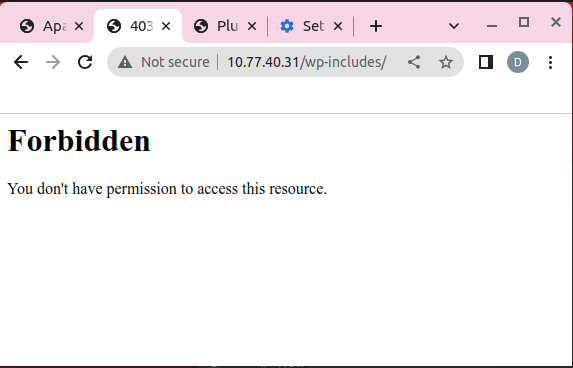 Apa 403 Plu Set
Not secure 10.77.40.31/wp-includes/ D
Forbidden
You don't have permission to access this resource.